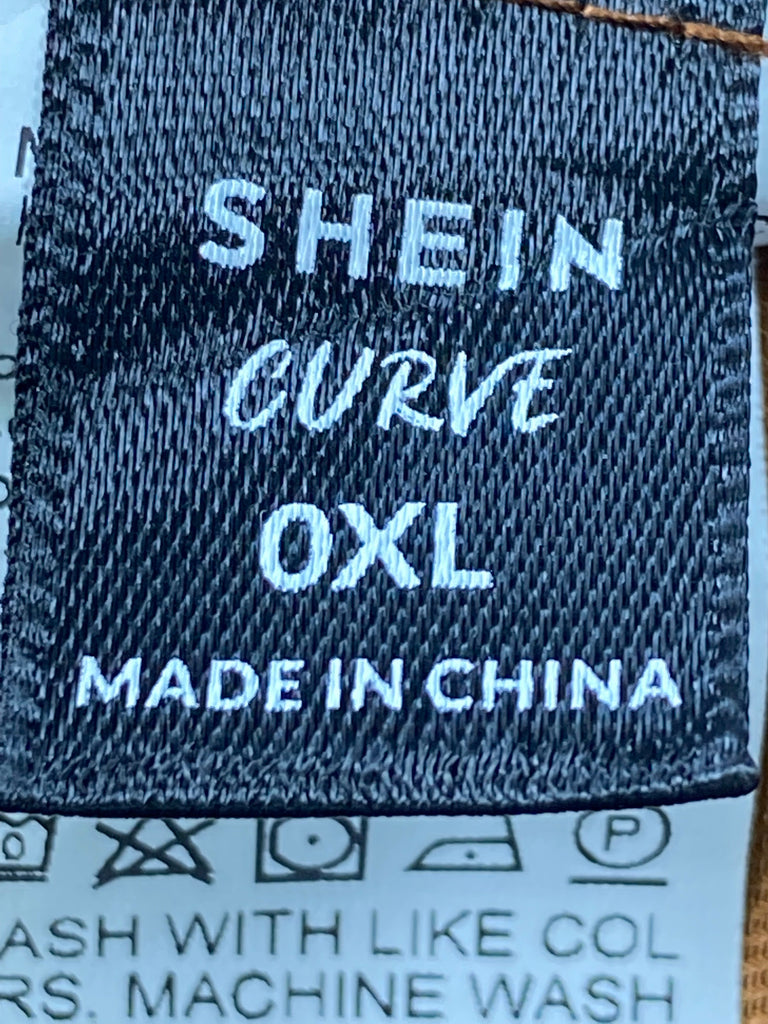 SHEIN
CURVE
0XL
MADE IN CHINA
P
ASH WITH LIKE COL
RS. MACHINE WASH